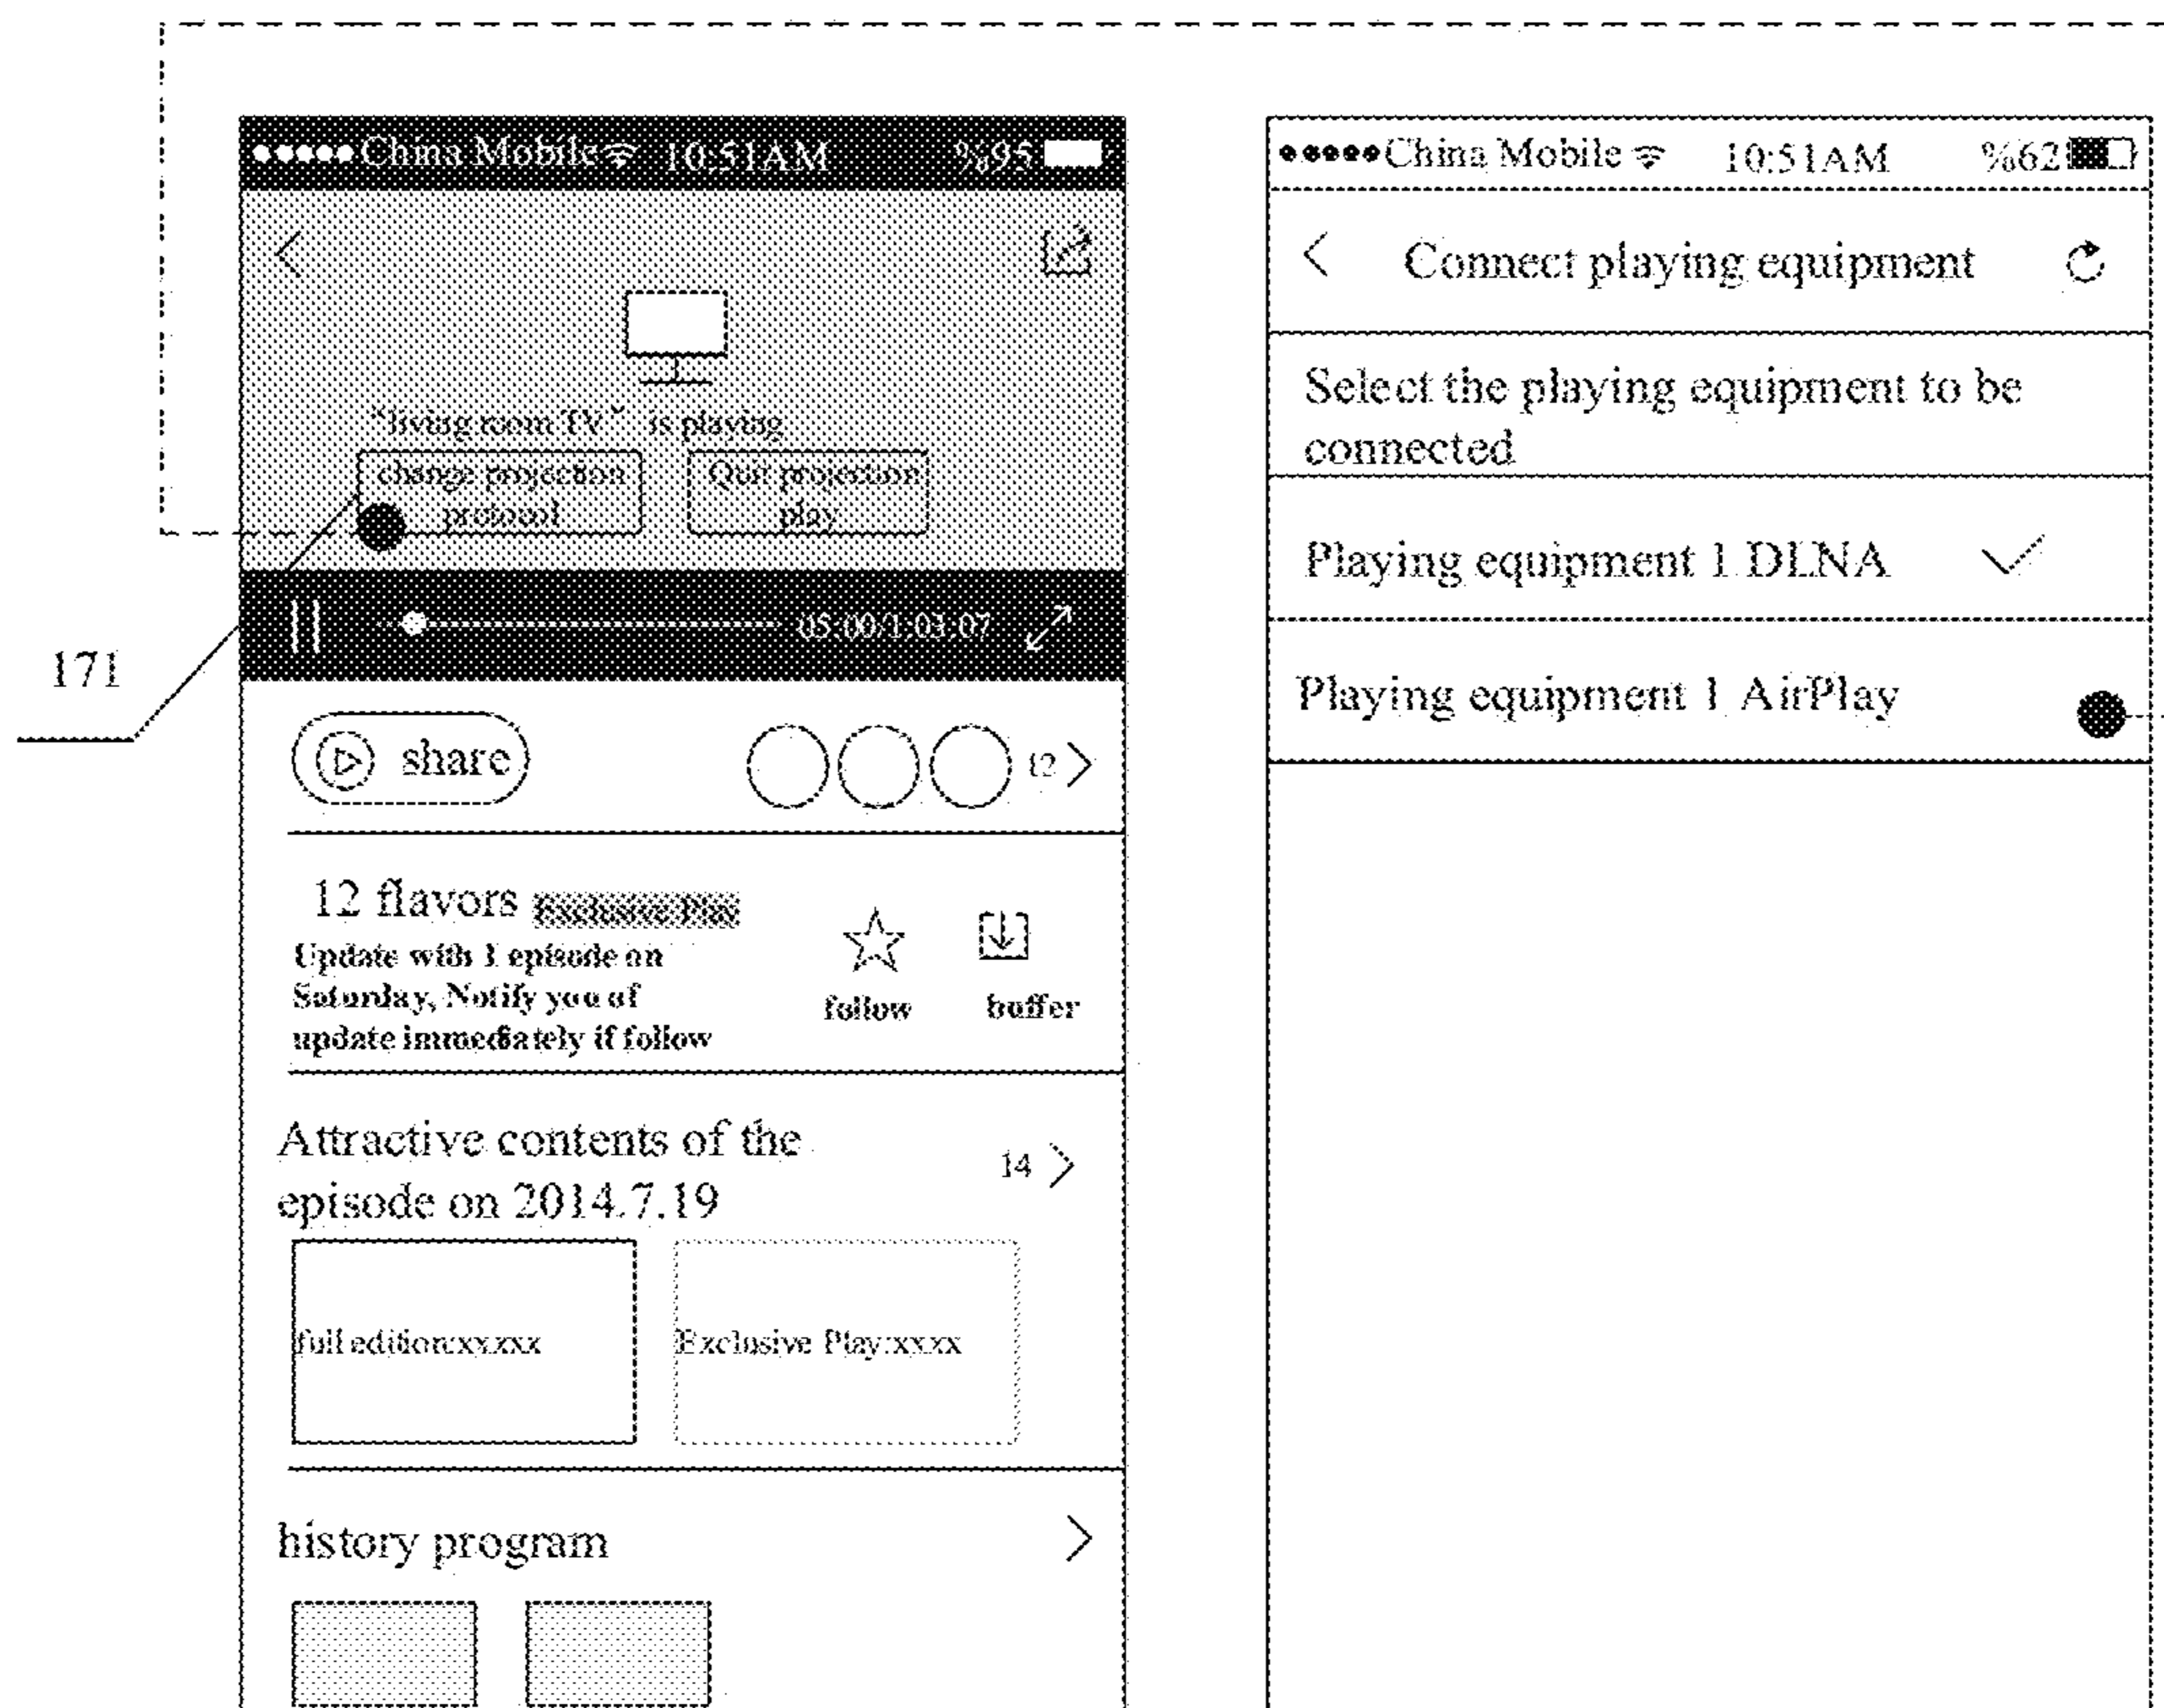 China Mobile 10:51AM %95
"living room TV" is playing
change projection
protocol
Quit projection
play
05:00/1:03:07
171
share
12
12 flavors Exclusive Play
Update with 1 episode on
Saturday, Notify you of
update immediately if follow
follow
buffer
Attractive contents of the
episode on 2014.7.19
14
full edition:xxxxx
Exclusive Play:xxxx
history program
China Mobile 10:51AM %62
Connect playing equipment
Select the playing equipment to be
connected
Playing equipment 1 DLNA
Playing equipment 1 AirPlay